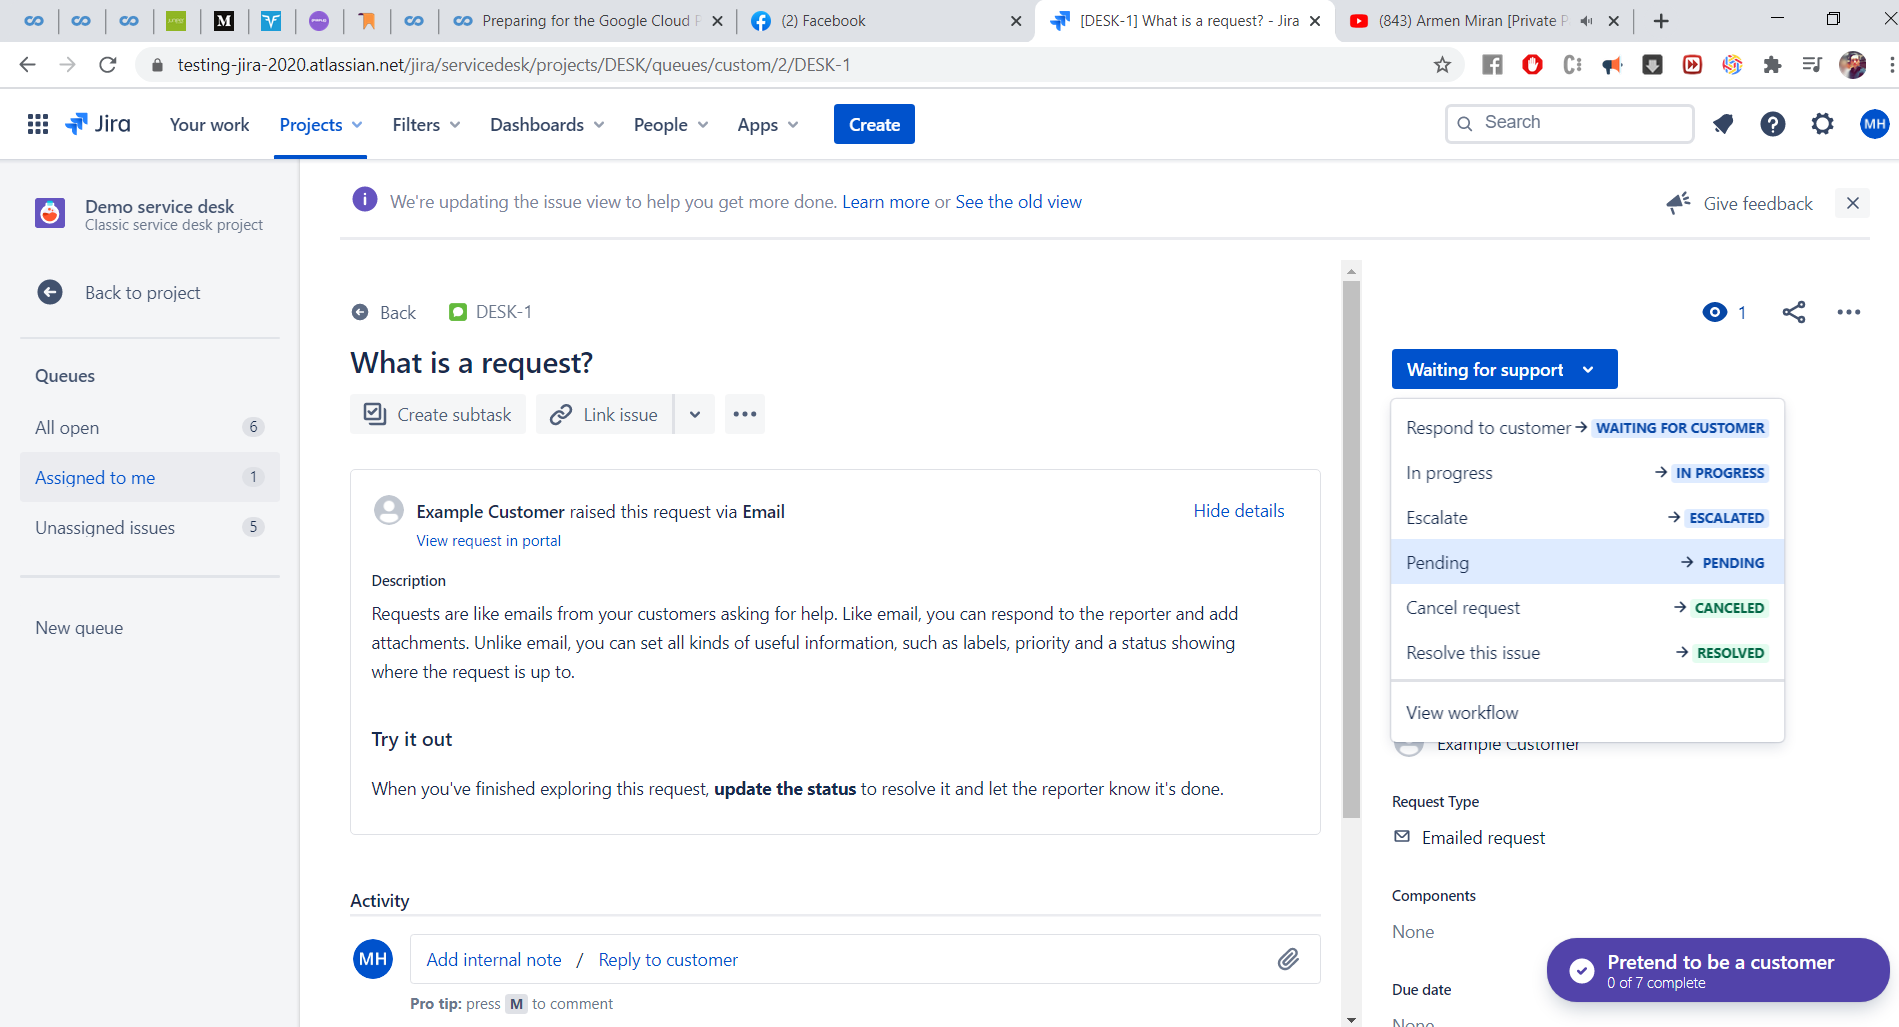 Preparing for the Google Cloud P
(2) Facebook
[DESK-1] What is a request? - Jira
(843) Armen Miran [Private P
testing-jira-2020.atlassian.net/jira/servicedesk/projects/DESK/queues/custom/2/DESK-1
Jira
Your work
Projects
Filters
Dashboards
People
Apps
Create
Search
MH
Demo service desk
Classic service desk project
Back to project
Queues
All open 6
Assigned to me 1
Unassigned issues 5
New queue
We're updating the issue view to help you get more done. Learn more or See the old view
Give feedback
Back
DESK-1
What is a request?
Create subtask
Link issue
Example Customer raised this request via Email
Hide details
View request in portal
Description
Requests are like emails from your customers asking for help. Like email, you can respond to the reporter and add
attachments. Unlike email, you can set all kinds of useful information, such as labels, priority and a status showing
where the request is up to.
Try it out
When you've finished exploring this request, update the status to resolve it and let the reporter know it's done.
Activity
MH
Add internal note / Reply to customer
Pro tip: press M to comment
1
Waiting for support
Respond to customer → WAITING FOR CUSTOMER
In progress → IN PROGRESS
Escalate → ESCALATED
Pending → PENDING
Cancel request → CANCELED
Resolve this issue → RESOLVED
View workflow
Example Customer
Request Type
Emailed request
Components
None
Due date
None
Pretend to be a customer
0 of 7 complete